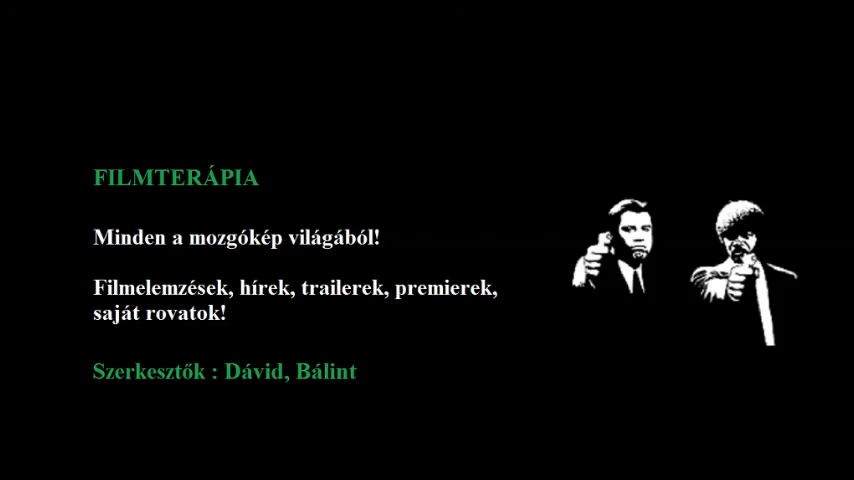 FILMTERÁPIA
Minden a mozgókép világából!
Filmelemzések, hírek, trailerek, premierek,
saját rovatok!
Szerkesztők : Dávid, Bálint